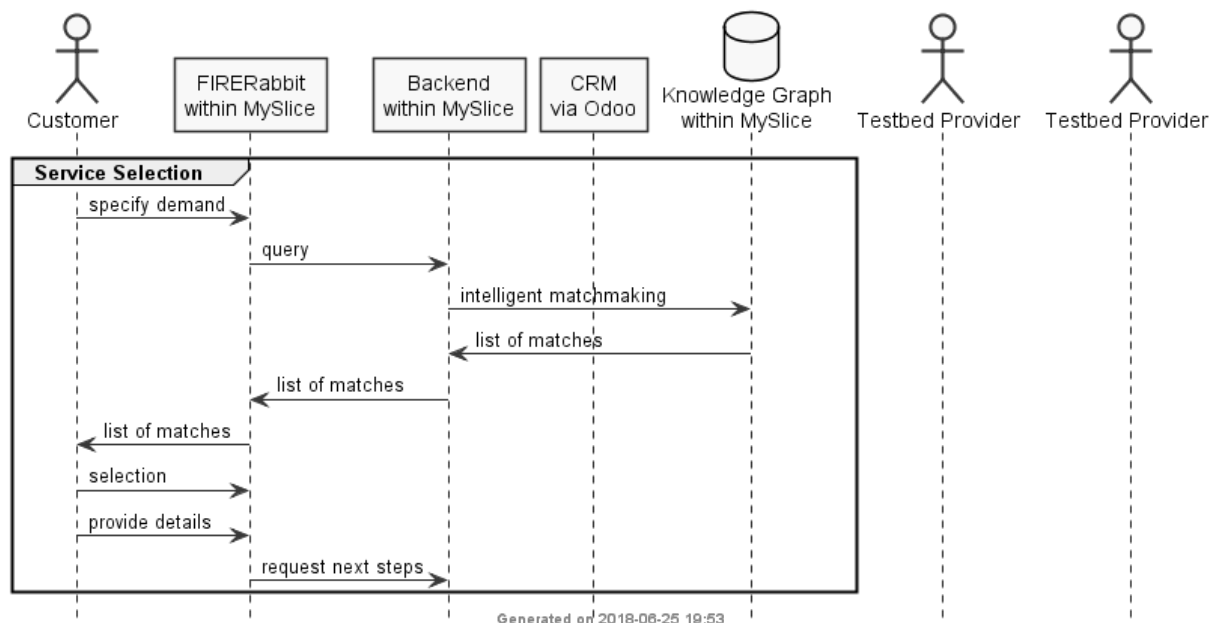 Customer
FIRERabbit
within MySlice
Backend
within MySlice
CRM
via Odoo
Knowledge Graph
within MySlice
Testbed Provider
Testbed Provider
Service Selection
specify demand
query
intelligent matchmaking
list of matches
list of matches
list of matches
selection
provide details
request next steps
Generated on 2018-06-25 19:53